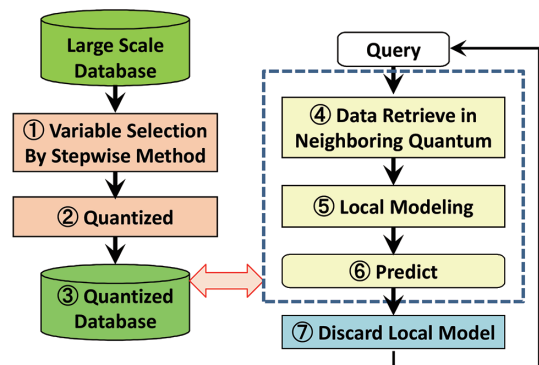 Large Scale
Database
① Variable Selection
By Stepwise Method
② Quantized
③ Quantized
Database
Query
④ Data Retrieve in
Neighboring Quantum
⑤ Local Modeling
⑥ Predict
⑦ Discard Local Model